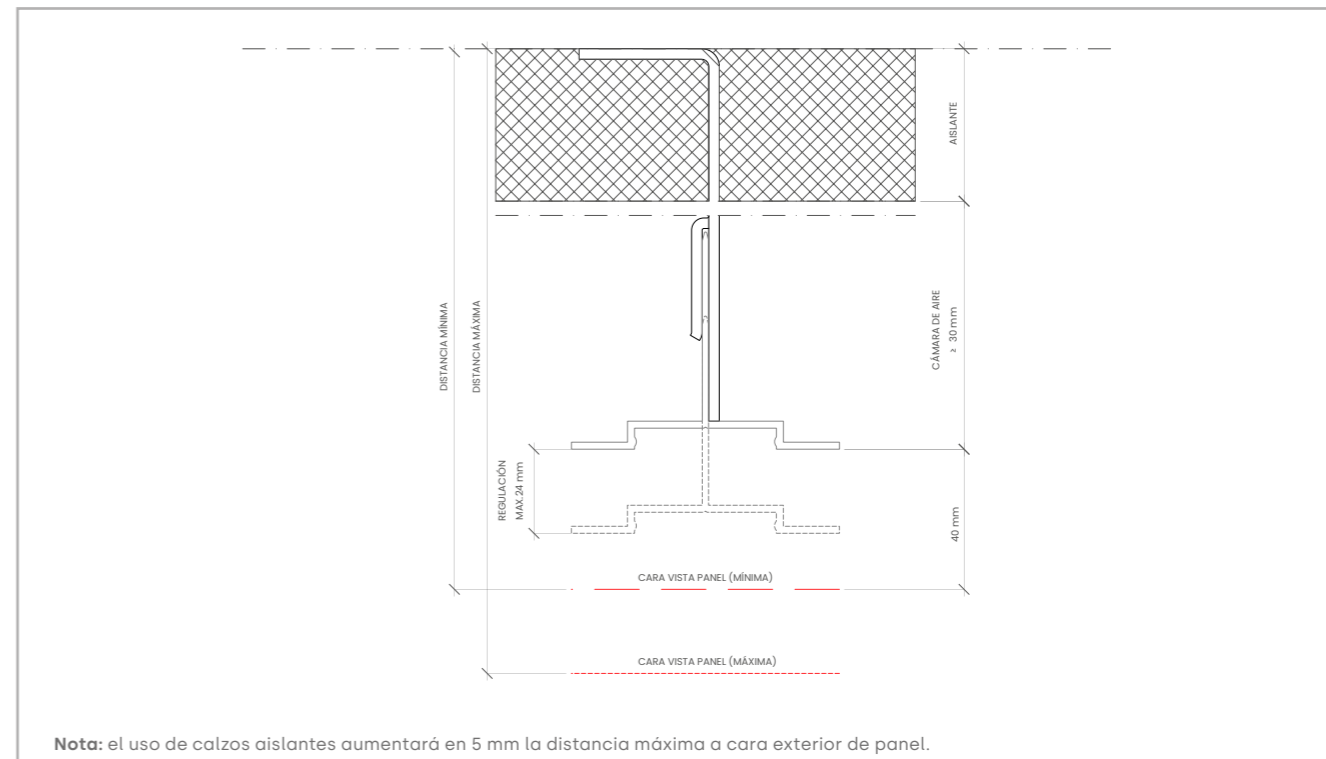 AISLANTE
DISTANCIA MÍNIMA
DISTANCIA MÁXIMA
CÁMARA DE AIRE
≥ 30 mm
REGULACIÓN
MAX.24 mm
40 mm
CARA VISTA PANEL (MÍNIMA)
CARA VISTA PANEL (MÁXIMA)
Nota: el uso de calzos aislantes aumentará en 5 mm la distancia máxima a cara exterior de panel.